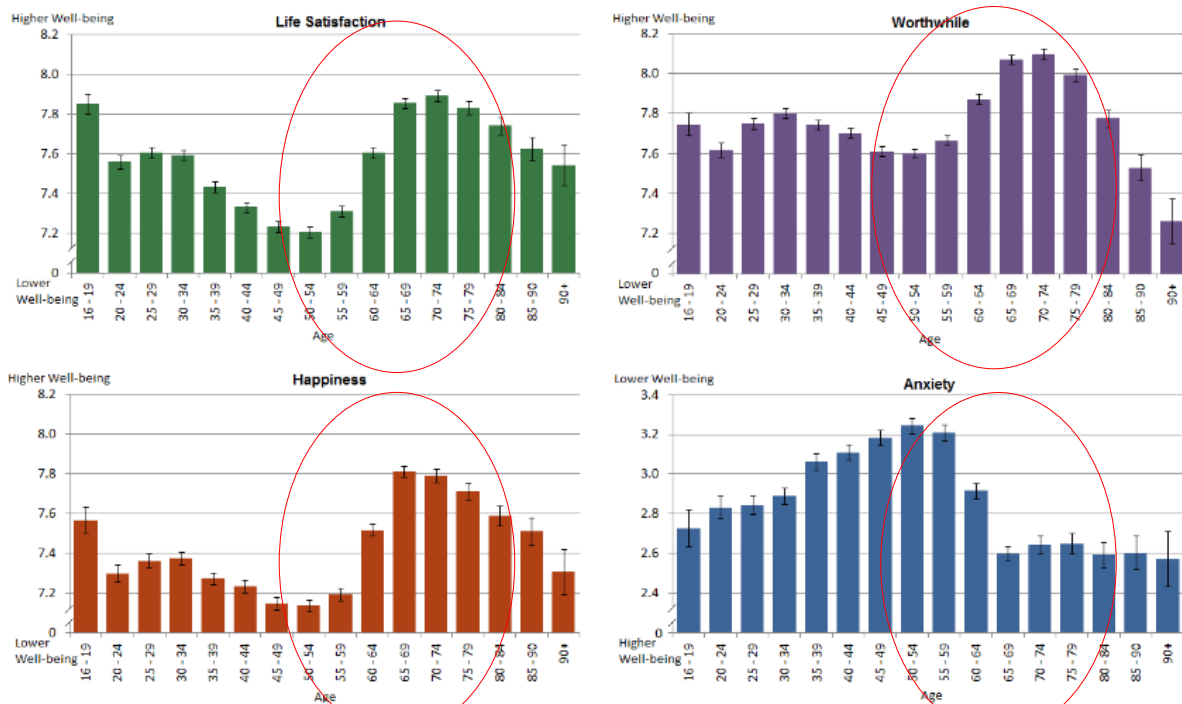 Higher Well-being
Life Satisfaction
8.2
8.0
7.8
7.6
7.4
7.2
0
Lower
Well-being
16 - 19
20 - 24
25 - 29
30 - 34
35 - 39
40 - 44
45 - 49
50 - 54
55 - 59
60 - 64
65 - 69
70 - 74
75 - 79
80 - 84
85 - 90
90+
Age
Higher Well-being
Worthwhile
8.2
8.0
7.8
7.6
7.4
7.2
0
Lower
Well-being
16 - 19
20 - 24
25 - 29
30 - 34
35 - 39
40 - 44
45 - 49
50 - 54
55 - 59
60 - 64
65 - 69
70 - 74
75 - 79
80 - 84
85 - 90
90+
Age
Higher Well-being
Happiness
8.2
8.0
7.8
7.6
7.4
7.2
0
Lower
Well-being
16 - 19
20 - 24
25 - 29
30 - 34
35 - 39
40 - 44
45 - 49
50 - 54
55 - 59
60 - 64
65 - 69
70 - 74
75 - 79
80 - 84
85 - 90
90+
Age
Lower Well-being
Anxiety
3.4
3.2
3.0
2.8
2.6
2.4
0
Higher
Well-being
16 - 19
20 - 24
25 - 29
30 - 34
35 - 39
40 - 44
45 - 49
50 - 54
55 - 59
60 - 64
65 - 69
70 - 74
75 - 79
80 - 84
85 - 90
90+
Age